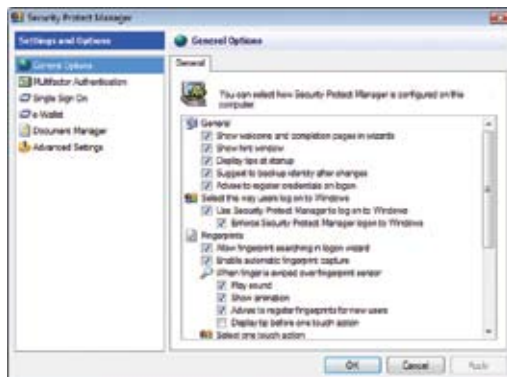 Security Protect Manager
Settings and Options
General Options
Multifactor Authentication
Single Sign On
e-Wallet
Document Manager
Advanced Settings
General Options
General
You can select how Security Protect Manager is configured on this computer
General
Show welcome and completion pages in wizards
Show hint window
Display tips at startup
Suggest to backup identity after changes
Advise to register credentials on logon
Select the way users log on to Windows
Use Security Protect Manager to log on to Windows
Enforce Security Protect Manager logon to Windows
Fingerprints
Allow fingerprint searching in logon wizard
Enable automatic fingerprint capture
When finger is swiped over fingerprint sensor
Play sound
Show animation
Advise to register fingerprints for new users
Display tip before one touch action
Select one touch action
OK
Cancel
Apply